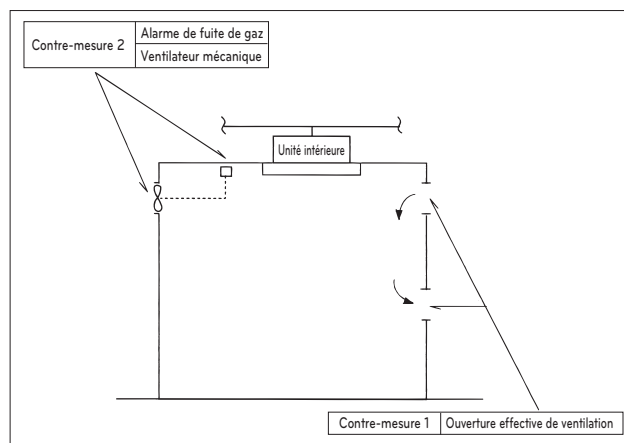 Contre-mesure 2
Alarme de fuite de gaz
Ventilateur mécanique
Unité intérieure
Contre-mesure 1
Ouverture effective de ventilation